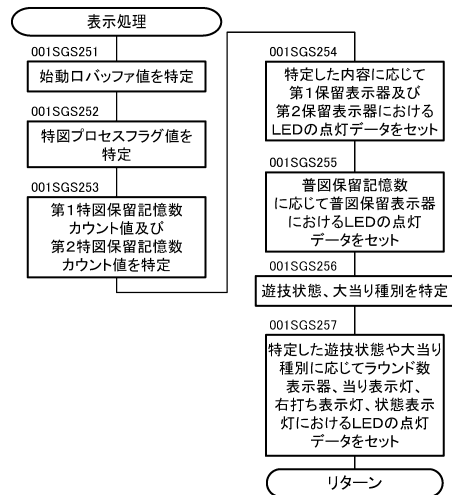 表示処理
001SGS251
始動口バッファ値を特定
001SGS252
特図プロセスフラグ値を
特定
001SGS253
第1特図保留記憶数
カウント値及び
第2特図保留記憶数
カウント値を特定
001SGS254
特定した内容に応じて
第1保留表示器及び
第2保留表示器における
LEDの点灯データをセット
001SGS255
普図保留記憶数
に応じて普図保留表示器
におけるLEDの点灯
データをセット
001SGS256
遊技状態、大当り種別を特定
001SGS257
特定した遊技状態や大当り
種別に応じてラウンド数
表示器、当り表示灯、
右打ち表示灯、状態表示
灯におけるLEDの点灯
データをセット
リターン